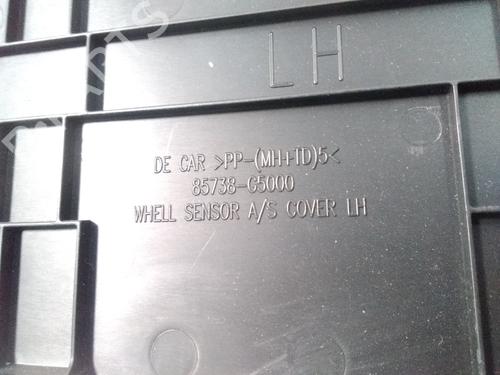 LH
DE CAR >PP-(MH+TD)5<
85738-G5000
WHELL SENSOR A/S COVER LH